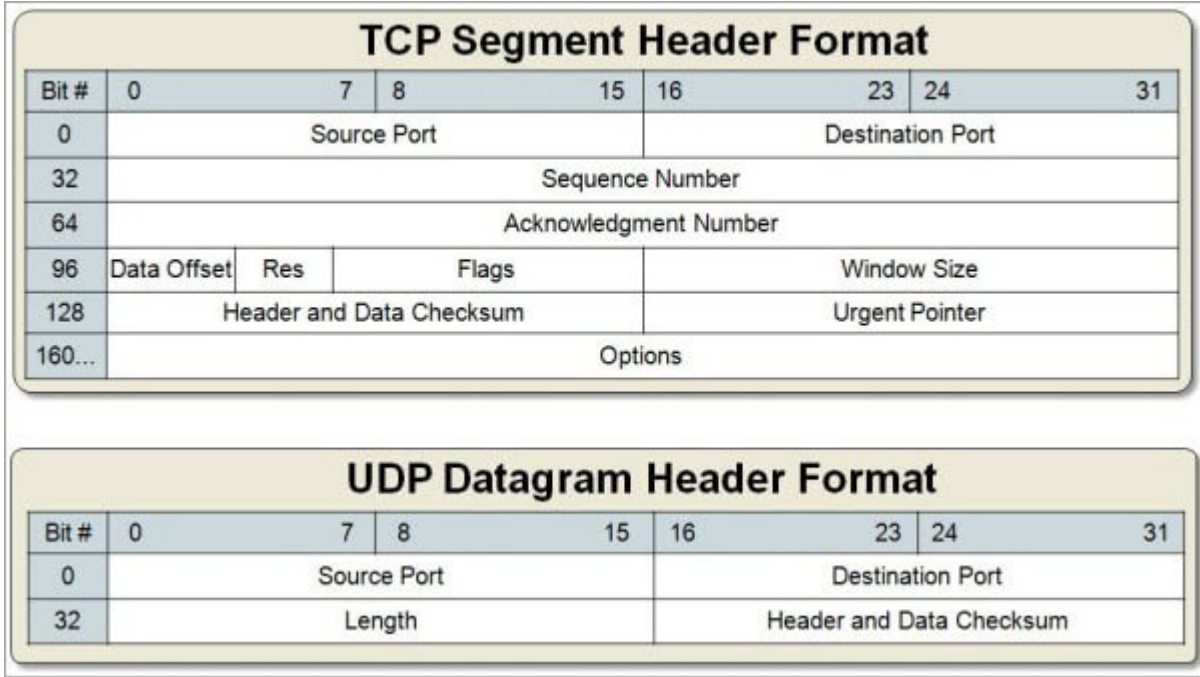 TCP Segment Header Format
Bit # 0 7 8 15 16 23 24 31
0 Source Port Destination Port
32 Sequence Number
64 Acknowledgment Number
96 Data Offset Res Flags Window Size
128 Header and Data Checksum Urgent Pointer
160... Options
UDP Datagram Header Format
Bit # 0 7 8 15 16 23 24 31
0 Source Port Destination Port
32 Length Header and Data Checksum